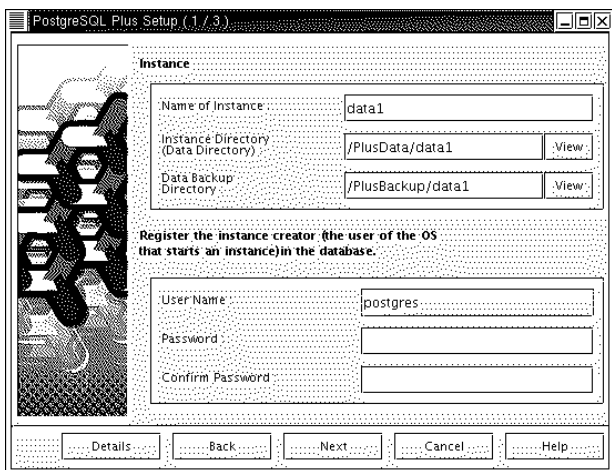 PostgreSQL Plus Setup ( 1 / 3 )
Instance
Name of Instance :
data1
Instance Directory
(Data Directory)
/PlusData/data1
View
Data Backup
Directory
/PlusBackup/data1
View
Register the instance creator (the user of the OS
that starts an instance)in the database.
User Name :
postgres
Password :
Confirm Password
Details
Back
Next
Cancel
Help